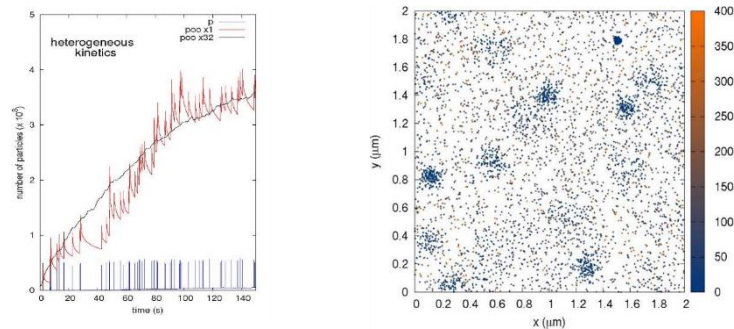 heterogeneous
kinetics
p
poo x1
poo x32
number of particles (x 10⁵)
5
4
3
2
1
0
0 20 40 60 80 100 120 140
time (s)
y (μm)
2
1.8
1.6
1.4
1.2
1
0.8
0.6
0.4
0.2
0
0 0.2 0.4 0.6 0.8 1 1.2 1.4 1.6 1.8 2
x (μm)
400
350
300
250
200
150
100
50
0